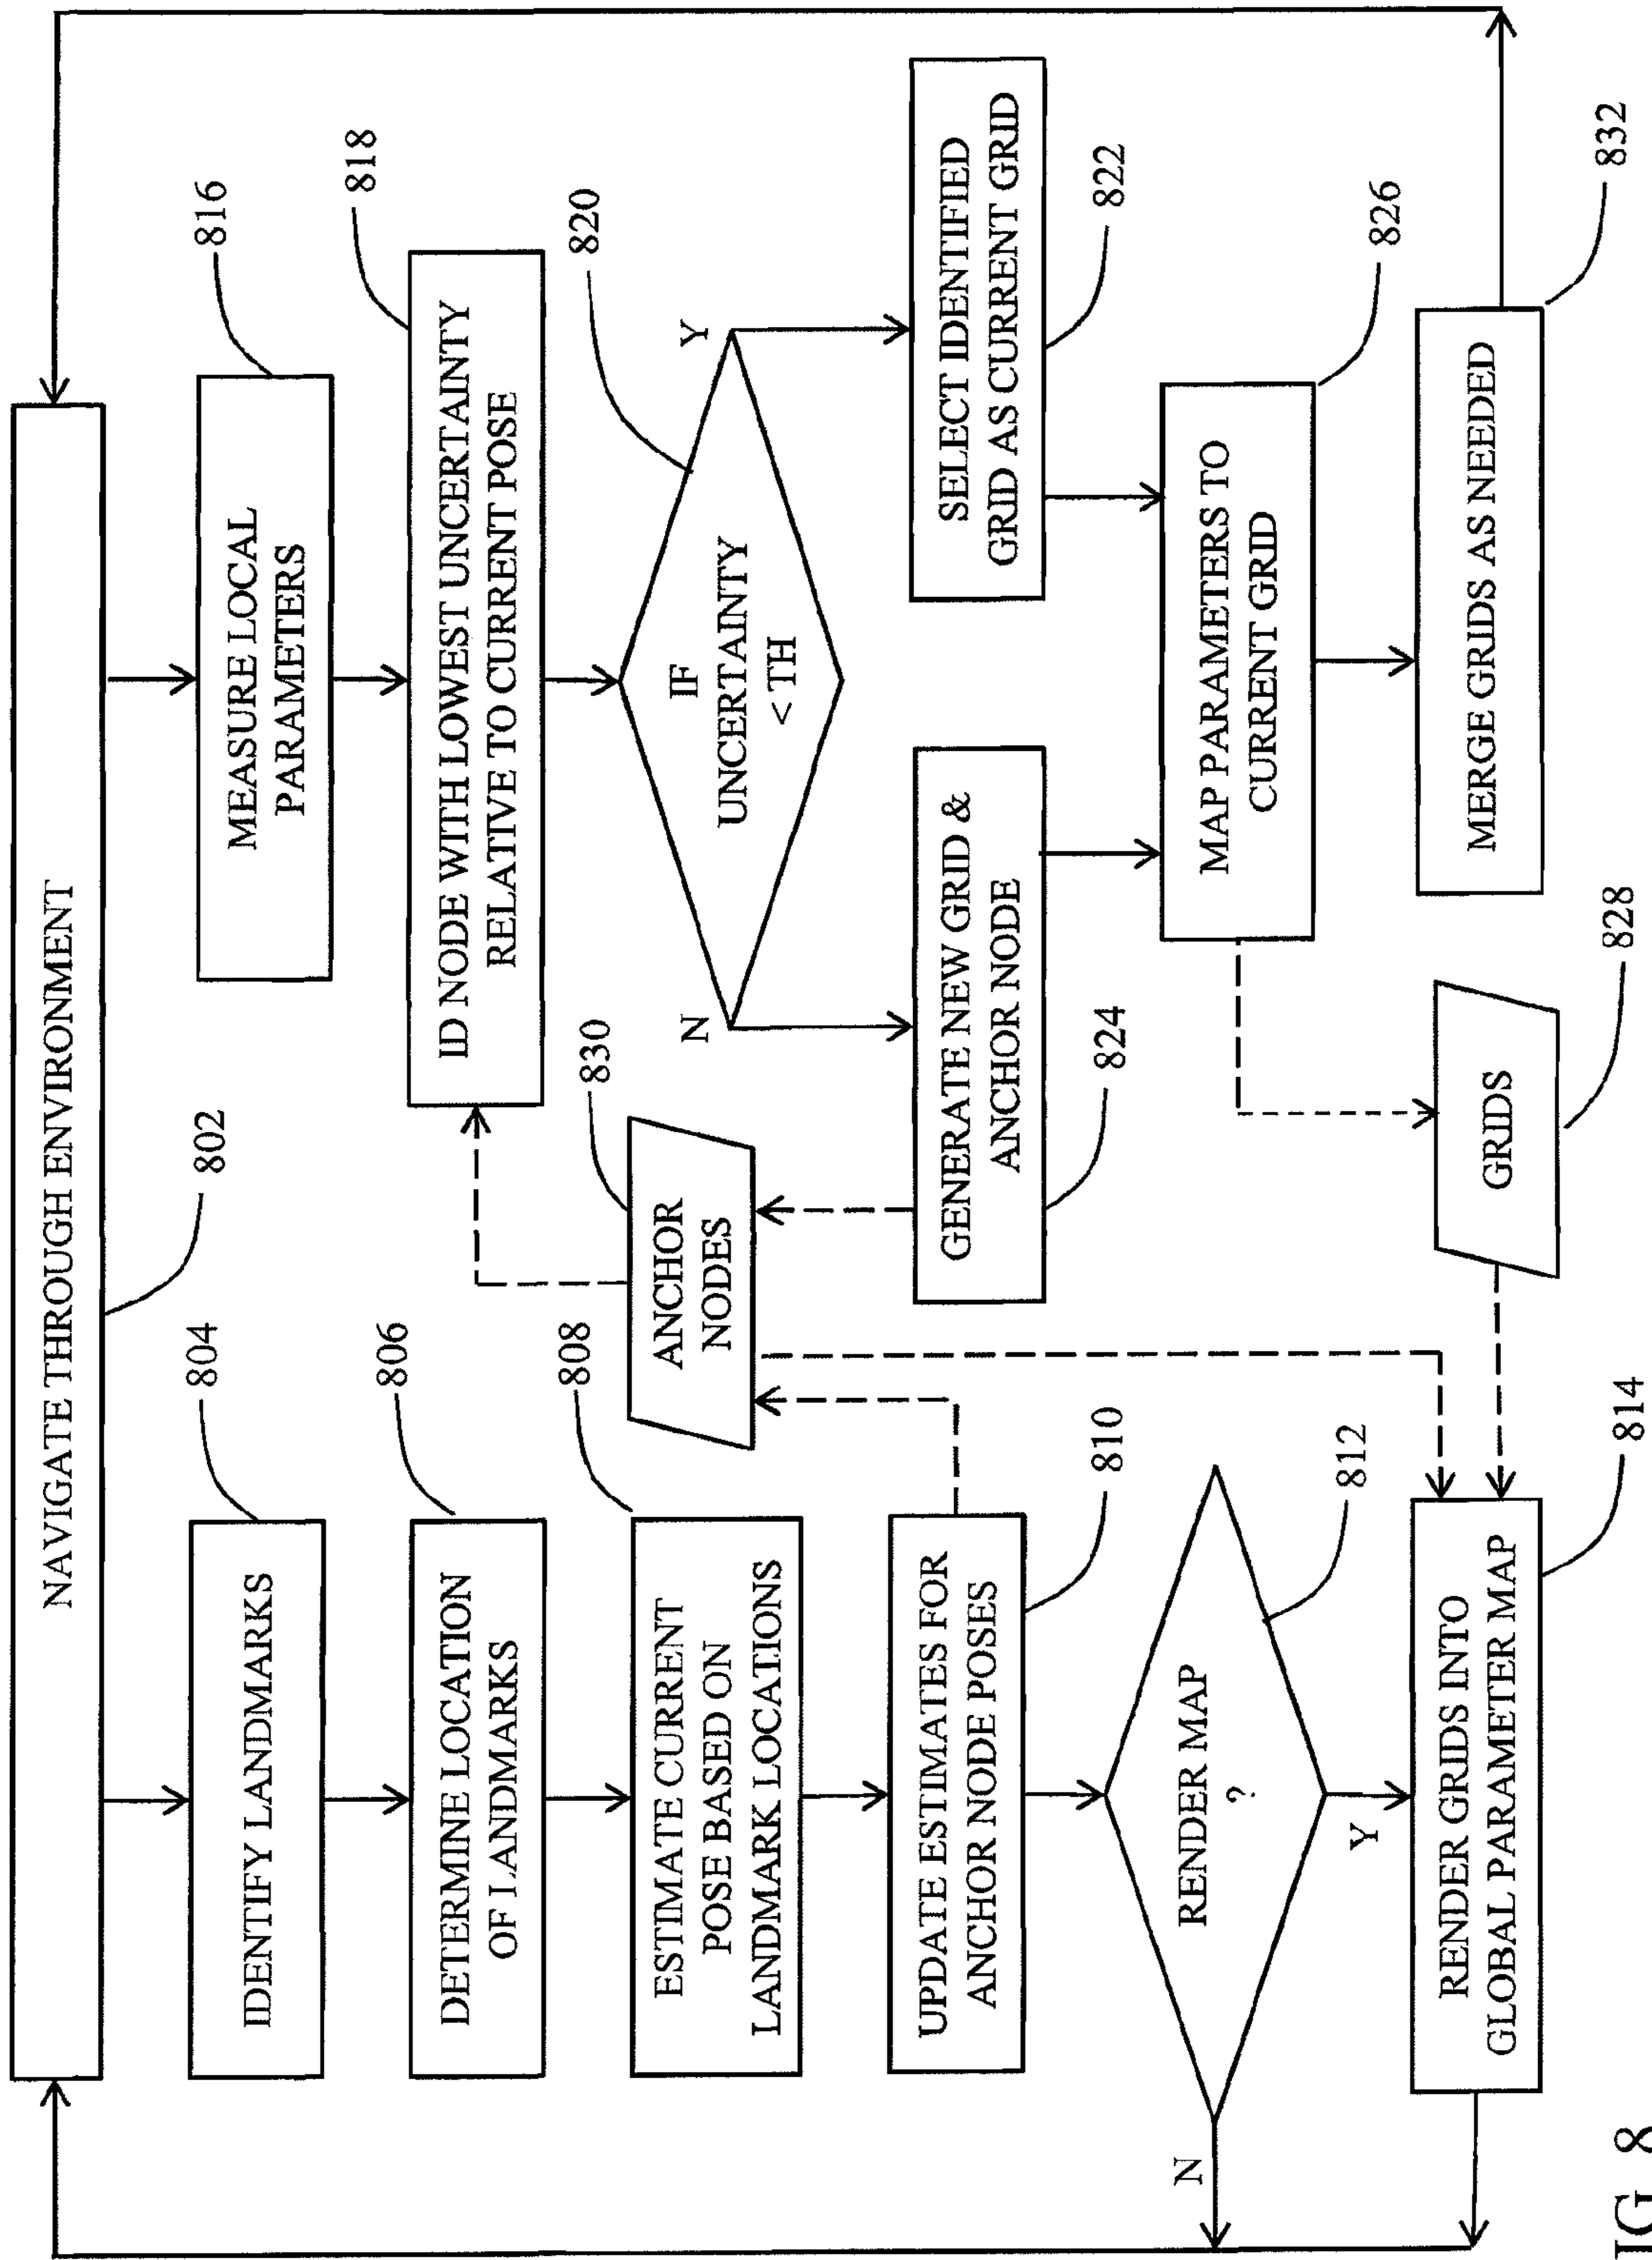 NAVIGATE THROUGH ENVIRONMENT
802
IDENTIFY LANDMARKS
804
DETERMINE LOCATION
OF LANDMARKS
806
ESTIMATE CURRENT
POSE BASED ON
LANDMARK LOCATIONS
808
UPDATE ESTIMATES FOR
ANCHOR NODE POSES
810
RENDER MAP
?
812
N
Y
RENDER GRIDS INTO
GLOBAL PARAMETER MAP
814
MEASURE LOCAL
PARAMETERS
816
ID NODE WITH LOWEST UNCERTAINTY
RELATIVE TO CURRENT POSE
818
ANCHOR
NODES
830
IF
UNCERTAINTY
< TH
820
N
Y
GENERATE NEW GRID &
ANCHOR NODE
824
SELECT IDENTIFIED
GRID AS CURRENT GRID
822
MAP PARAMETERS TO
CURRENT GRID
826
GRIDS
828
MERGE GRIDS AS NEEDED
832
IG. 8